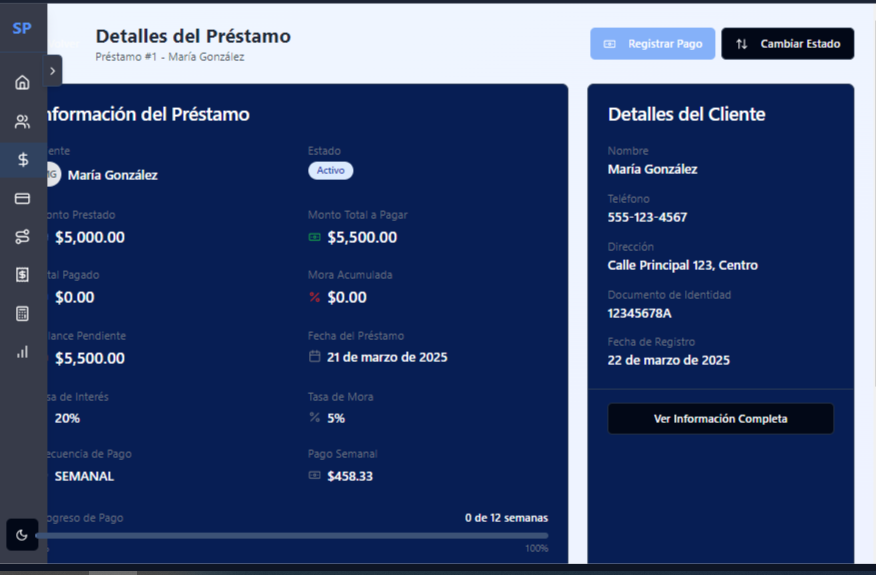 SP
Detalles del Préstamo
Préstamo #1 - María González
Registrar Pago
Cambiar Estado
nformación del Préstamo
ente
Estado
MG María González
Activo
onto Prestado
Monto Total a Pagar
$5,000.00
$5,500.00
tal Pagado
Mora Acumulada
$0.00
$0.00
lance Pendiente
Fecha del Préstamo
$5,500.00
21 de marzo de 2025
sa de Interés
Tasa de Mora
20%
5%
ecuencia de Pago
Pago Semanal
SEMANAL
$458.33
ogreso de Pago
0 de 12 semanas
%
100%
Detalles del Cliente
Nombre
María González
Teléfono
555-123-4567
Dirección
Calle Principal 123, Centro
Documento de Identidad
12345678A
Fecha de Registro
22 de marzo de 2025
Ver Información Completa